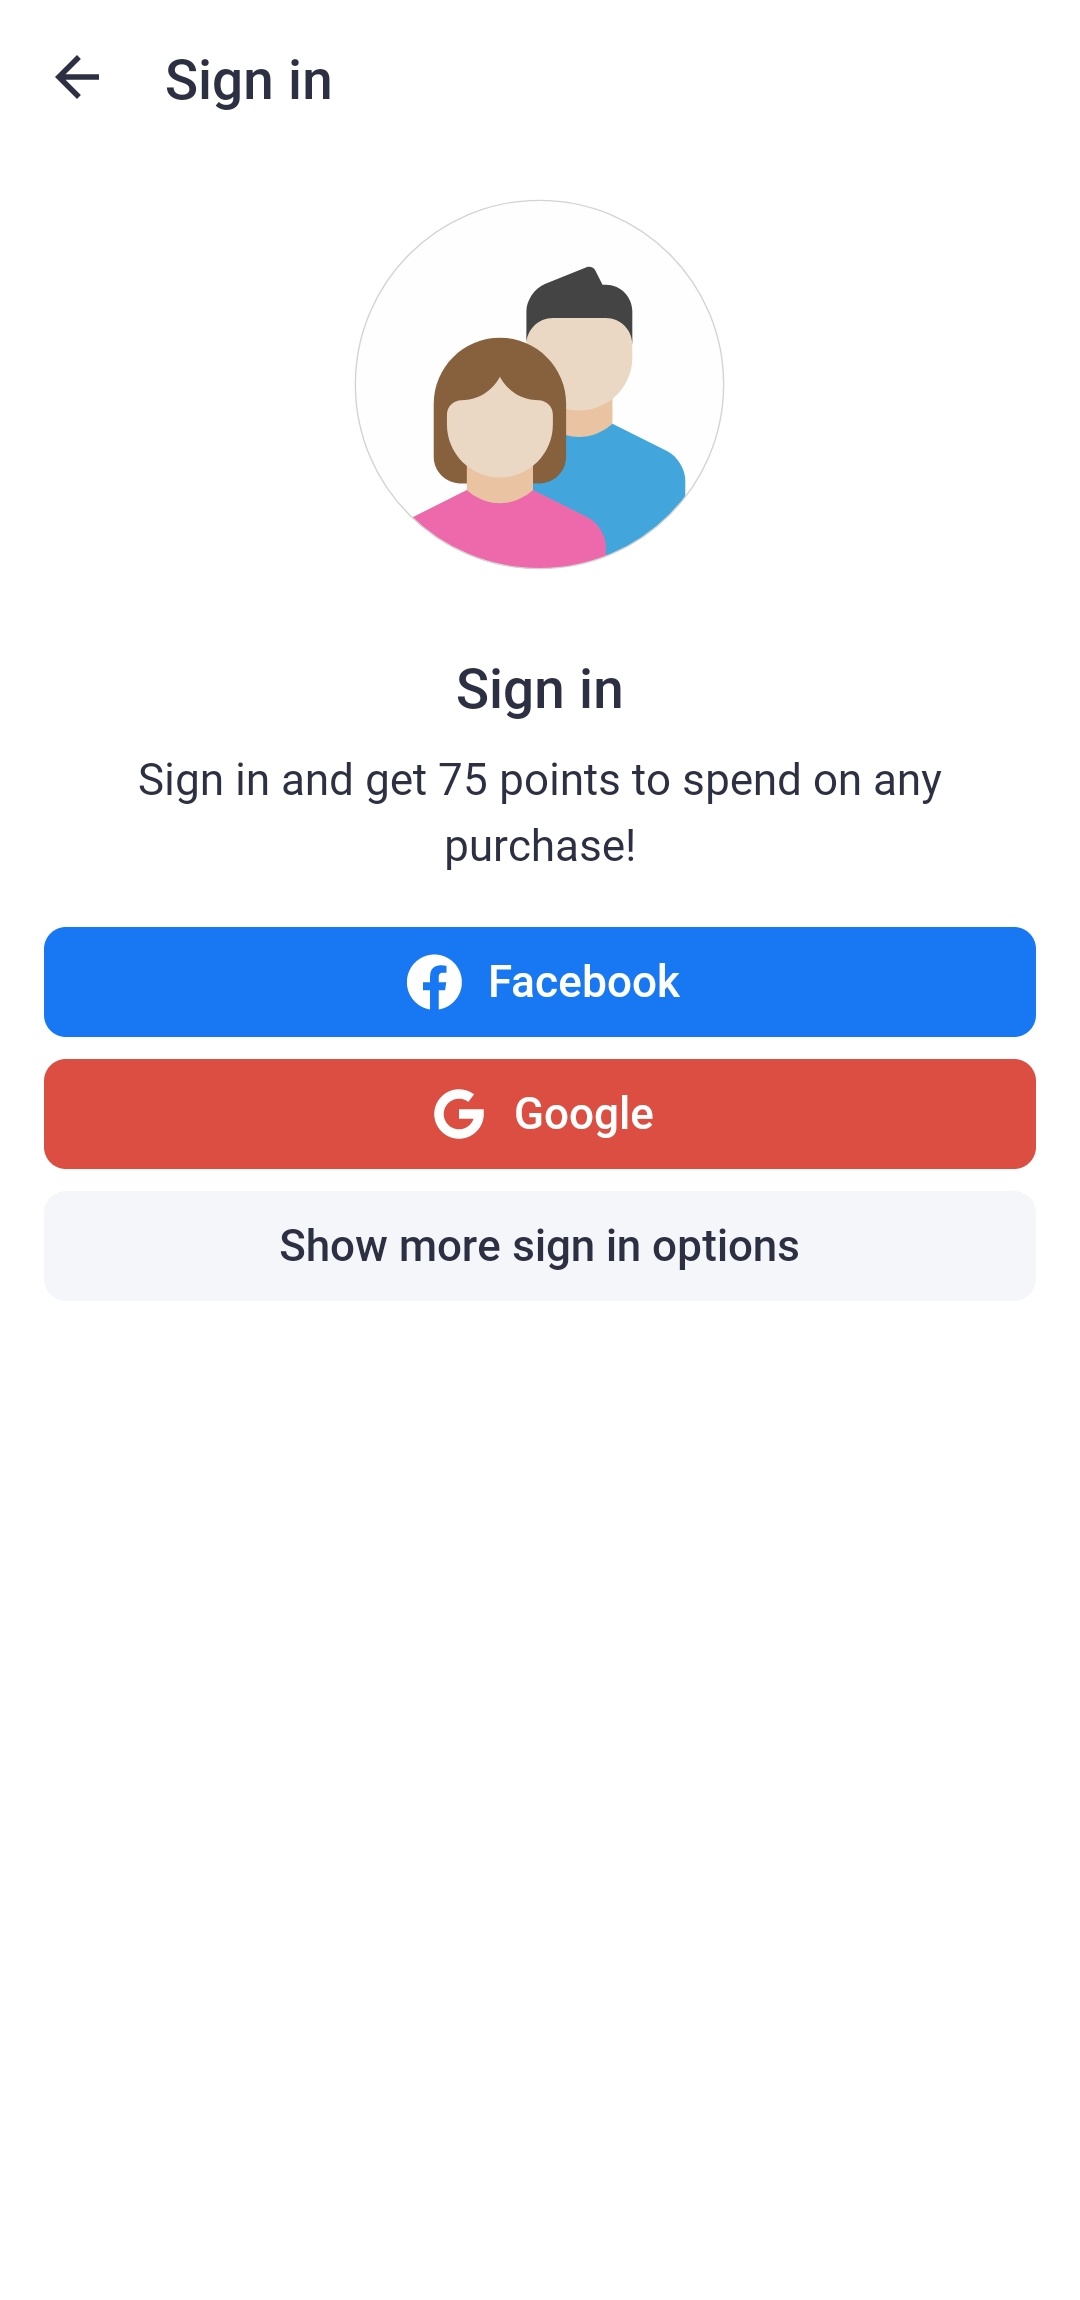 Sign in
Sign in
Sign in and get 75 points to spend on any
purchase!
Facebook
Google
Show more sign in options